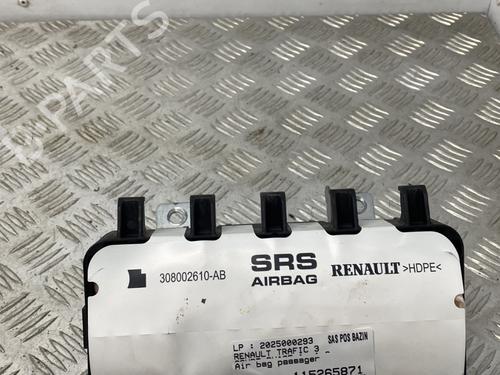 B-PARTS
308002610-AB
SRS
AIRBAG
RENAULT >HDPE<
LP : 2025000293 SAS POS BAZIN
RENAULT TRAFIC 3
Air bag passager
115265871